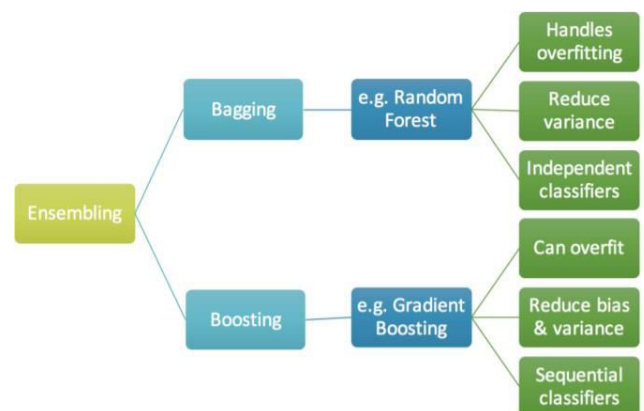 Ensembling
Bagging
e.g. Random
Forest
Handles
overfitting
Reduce
variance
Independent
classifiers
Boosting
e.g. Gradient
Boosting
Can overfit
Reduce bias
& variance
Sequential
classifiers